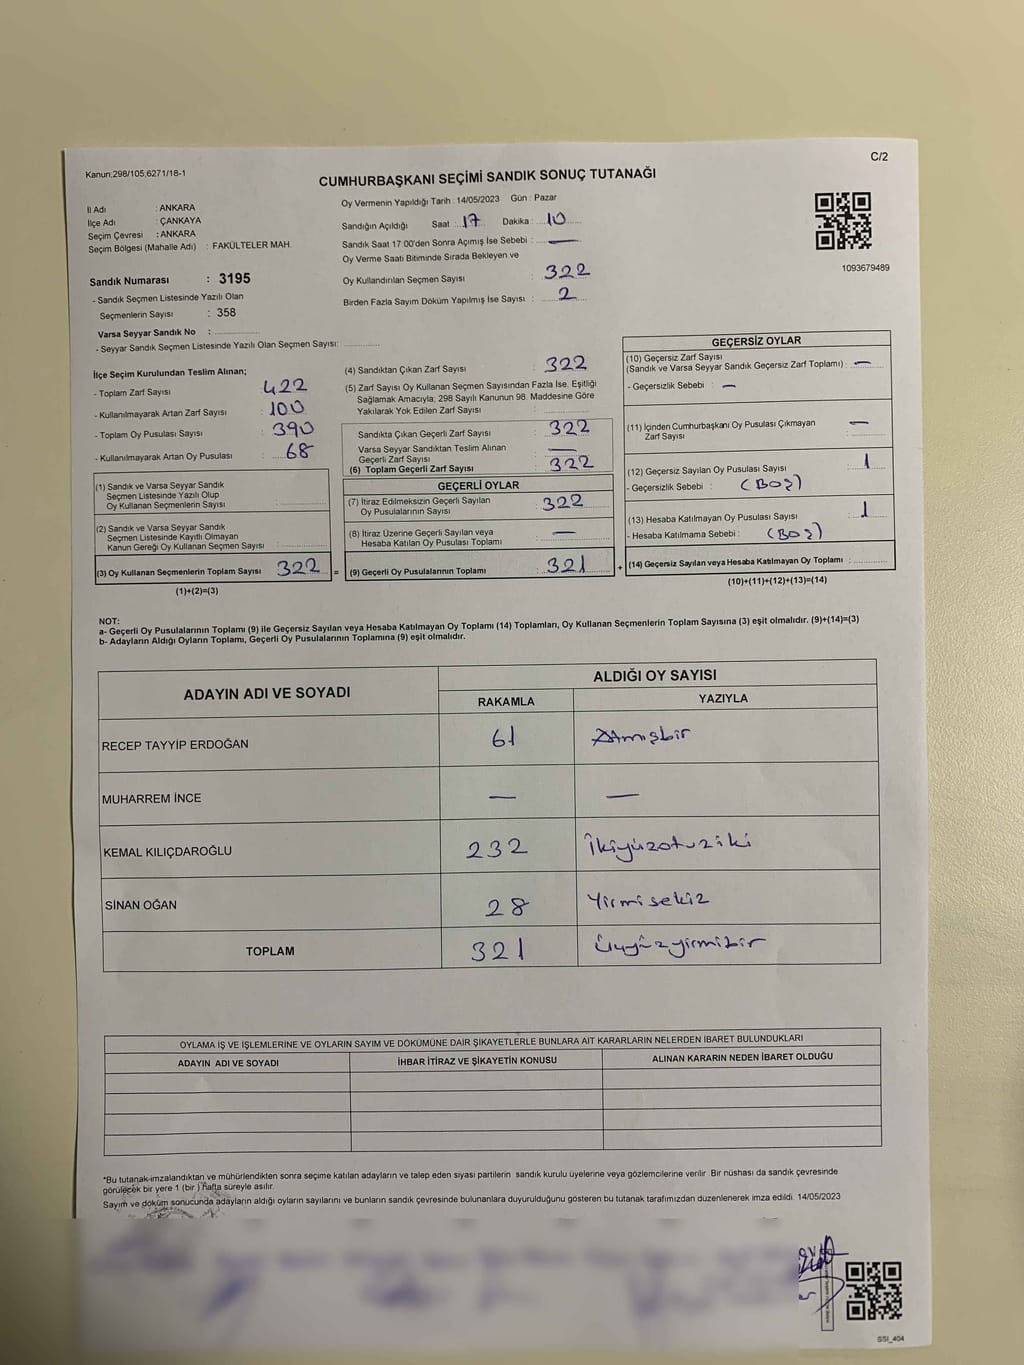 C/2
Kanun;298/105;6271/18-1
CUMHURBAŞKANI SEÇİMİ SANDIK SONUÇ TUTANAĞI
İl Adı : ANKARA
İlçe Adı : ÇANKAYA
Seçim Çevresi : ANKARA
Seçim Bölgesi (Mahalle Adı) : FAKÜLTELER MAH.
Sandık Numarası : 3195
- Sandık Seçmen Listesinde Yazılı Olan
Seçmenlerin Sayısı : 358
Varsa Seyyar Sandık No :
- Seyyar Sandık Seçmen Listesinde Yazılı Olan Seçmen Sayısı:
Oy Vermenin Yapıldığı Tarih : 14/05/2023 Gün : Pazar
Sandığın Açıldığı Saat : 17 Dakika : 10
Sandık Saat 17:00'den Sonra Açımış İse Sebebi : —
Oy Verme Saati Bitiminde Sırada Bekleyen ve
Oy Kullandırılan Seçmen Sayısı 322
Birden Fazla Sayım Döküm Yapılmış İse Sayısı : 2
1093679489
İlçe Seçim Kurulundan Teslim Alınan;
- Toplam Zarf Sayısı 422
- Kullanılmayarak Artan Zarf Sayısı : 100
- Toplam Oy Pusulası Sayısı : 390
- Kullanılmayarak Artan Oy Pusulası : 68
(1) Sandık ve Varsa Seyyar Sandık
Seçmen Listesinde Yazılı Olup
Oy Kullanan Seçmenlerin Sayısı :
(2) Sandık ve Varsa Seyyar Sandık
Seçmen Listesinde Kayıtlı Olmayan
Kanun Gereği Oy Kullanan Seçmen Sayısı :
(3) Oy Kullanan Seçmenlerin Toplam Sayısı 322 =
(1)+(2)=(3)
(4) Sandıktan Çıkan Zarf Sayısı : 322
(5) Zarf Sayısı Oy Kullanan Seçmen Sayısından Fazla İse, Eşitliği
Sağlamak Amacıyla; 298 Sayılı Kanunun 98. Maddesine Göre
Yakılarak Yok Edilen Zarf Sayısı :
Sandıkta Çıkan Geçerli Zarf Sayısı : 322
Varsa Seyyar Sandıktan Teslim Alınan
Geçerli Zarf Sayısı : —
(6) Toplam Geçerli Zarf Sayısı : 322
GEÇERLİ OYLAR
(7) İtiraz Edilmeksizin Geçerli Sayılan
Oy Pusulalarının Sayısı : 322
(8) İtiraz Üzerine Geçerli Sayılan veya
Hesaba Katılan Oy Pusulası Toplamı : —
(9) Geçerli Oy Pusulalarının Toplamı : 321 +
GEÇERSİZ OYLAR
(10) Geçersiz Zarf Sayısı
(Sandık ve Varsa Seyyar Sandık Geçersiz Zarf Toplamı) : —
- Geçersizlik Sebebi : —
(11) İçinden Cumhurbaşkanı Oy Pusulası Çıkmayan
Zarf Sayısı —
(12) Geçersiz Sayılan Oy Pusulası Sayısı : 1
- Geçersizlik Sebebi : (Boş)
(13) Hesaba Katılmayan Oy Pusulası Sayısı : 1
- Hesaba Katılmama Sebebi : (Boş)
(14) Geçersiz Sayılan veya Hesaba Katılmayan Oy Toplamı :
(10)+(11)+(12)+(13)=(14)
NOT:
a- Geçerli Oy Pusulalarının Toplamı (9) ile Geçersiz Sayılan veya Hesaba Katılmayan Oy Toplamı (14) Toplamları, Oy Kullanan Seçmenlerin Toplam Sayısına (3) eşit olmalıdır. (9)+(14)=(3)
b- Adayların Aldığı Oyların Toplamı, Geçerli Oy Pusulalarının Toplamına (9) eşit olmalıdır.
ADAYIN ADI VE SOYADI ALDIĞI OY SAYISI
RAKAMLA YAZIYLA
RECEP TAYYİP ERDOĞAN 61 Atmışbir
MUHARREM İNCE — —
KEMAL KILIÇDAROĞLU 232 İkiyüzotuziki
SİNAN OĞAN 28 Yirmisekiz
TOPLAM 321 Üçyüzyirmibir
OYLAMA İŞ VE İŞLEMLERİNE VE OYLARIN SAYIM VE DÖKÜMÜNE DAİR ŞİKAYETLERLE BUNLARA AİT KARARLARIN NELERDEN İBARET BULUNDUKLARI
ADAYIN ADI VE SOYADI İHBAR İTİRAZ VE ŞİKAYETİN KONUSU ALINAN KARARIN NEDEN İBARET OLDUĞU
*Bu tutanak imzalandıktan ve mühürlendikten sonra seçime katılan adayların ve talep eden siyasi partilerin sandık kurulu üyelerine veya gözlemcilerine verilir. Bir nüshası da sandık çevresinde
görülecek bir yere 1 (bir ) hafta süreyle asılır.
Sayım ve döküm sonucunda adayların aldığı oyların sayılarını ve bunların sandık çevresinde bulunanlara duyurulduğunu gösteren bu tutanak tarafımızdan düzenlenerek imza edildi. 14/05/2023
SSI_404